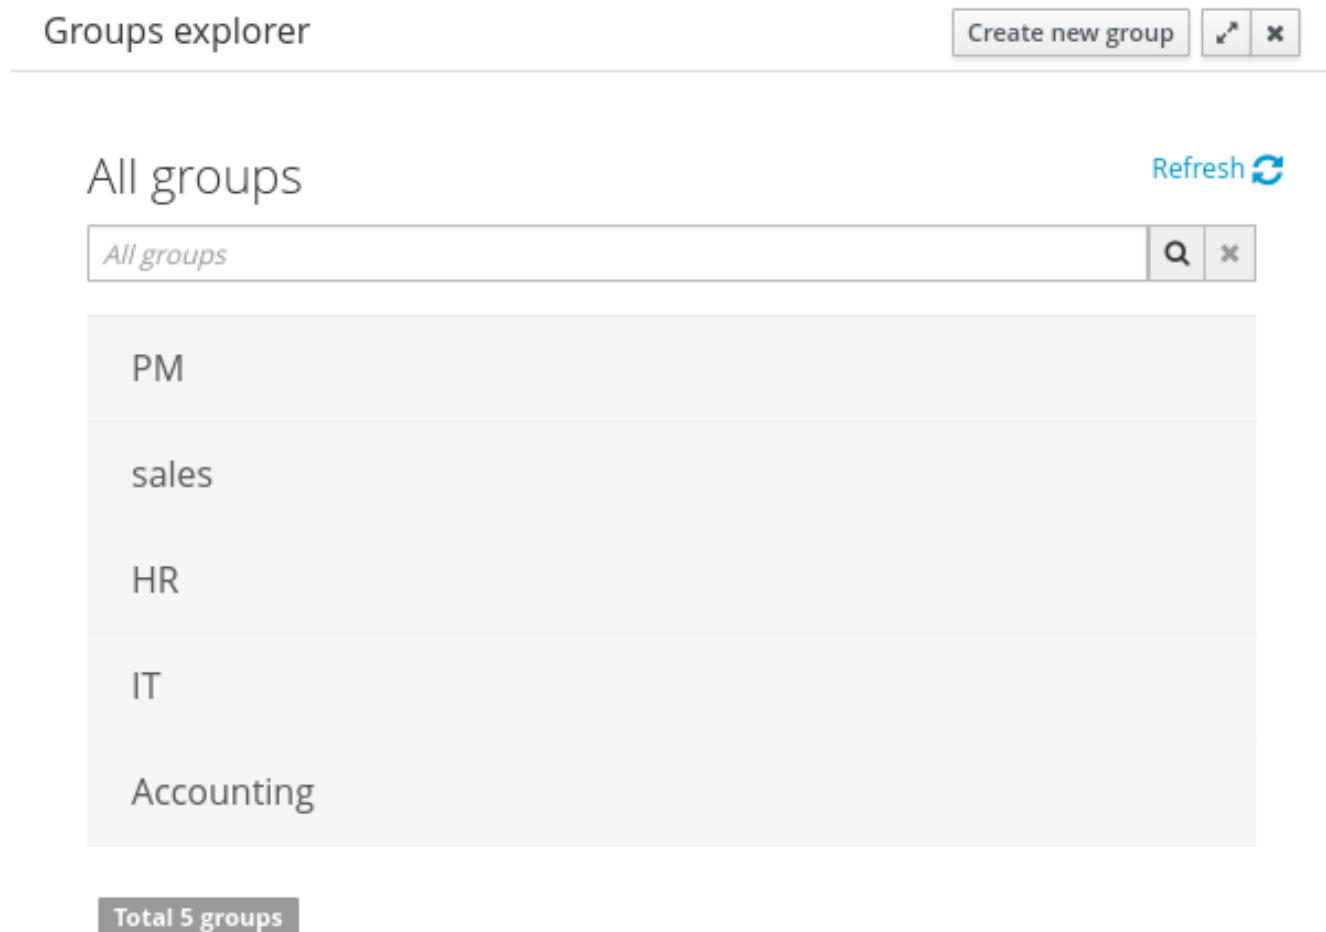 Groups explorer
Create new group
All groups
Refresh
All groups
PM
sales
HR
IT
Accounting
Total 5 groups